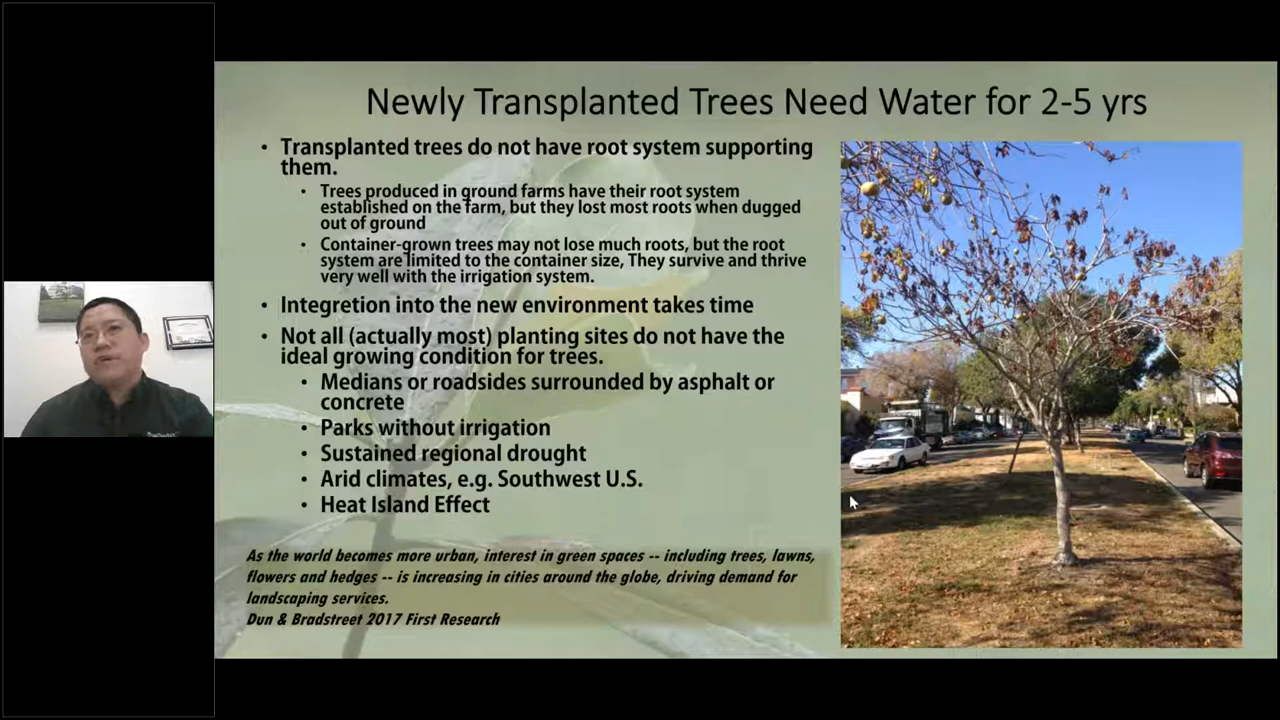 Newly Transplanted Trees Need Water for 2-5 yrs
• Transplanted trees do not have root system supporting
them.
• Trees produced in ground farms have their root system
established on the farm, but they lost most roots when dugged
out of ground
• Container-grown trees may not lose much roots, but the root
system are limited to the container size, They survive and thrive
very well with the irrigation system.
• Integretion into the new environment takes time
• Not all (actually most) planting sites do not have the
ideal growing condition for trees.
• Medians or roadsides surrounded by asphalt or
concrete
• Parks without irrigation
• Sustained regional drought
• Arid climates, e.g. Southwest U.S.
• Heat Island Effect
As the world becomes more urban, interest in green spaces -- including trees, lawns,
flowers and hedges -- is increasing in cities around the globe, driving demand for
landscaping services.
Dun & Bradstreet 2017 First Research